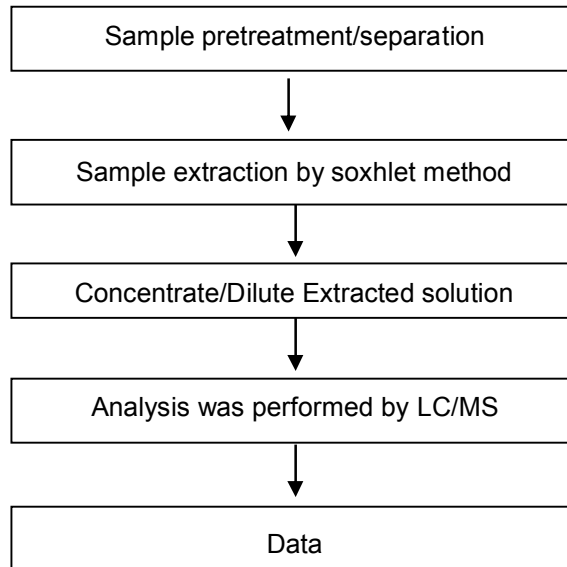 Sample pretreatment/separation
Sample extraction by soxhlet method
Concentrate/Dilute Extracted solution
Analysis was performed by LC/MS
Data